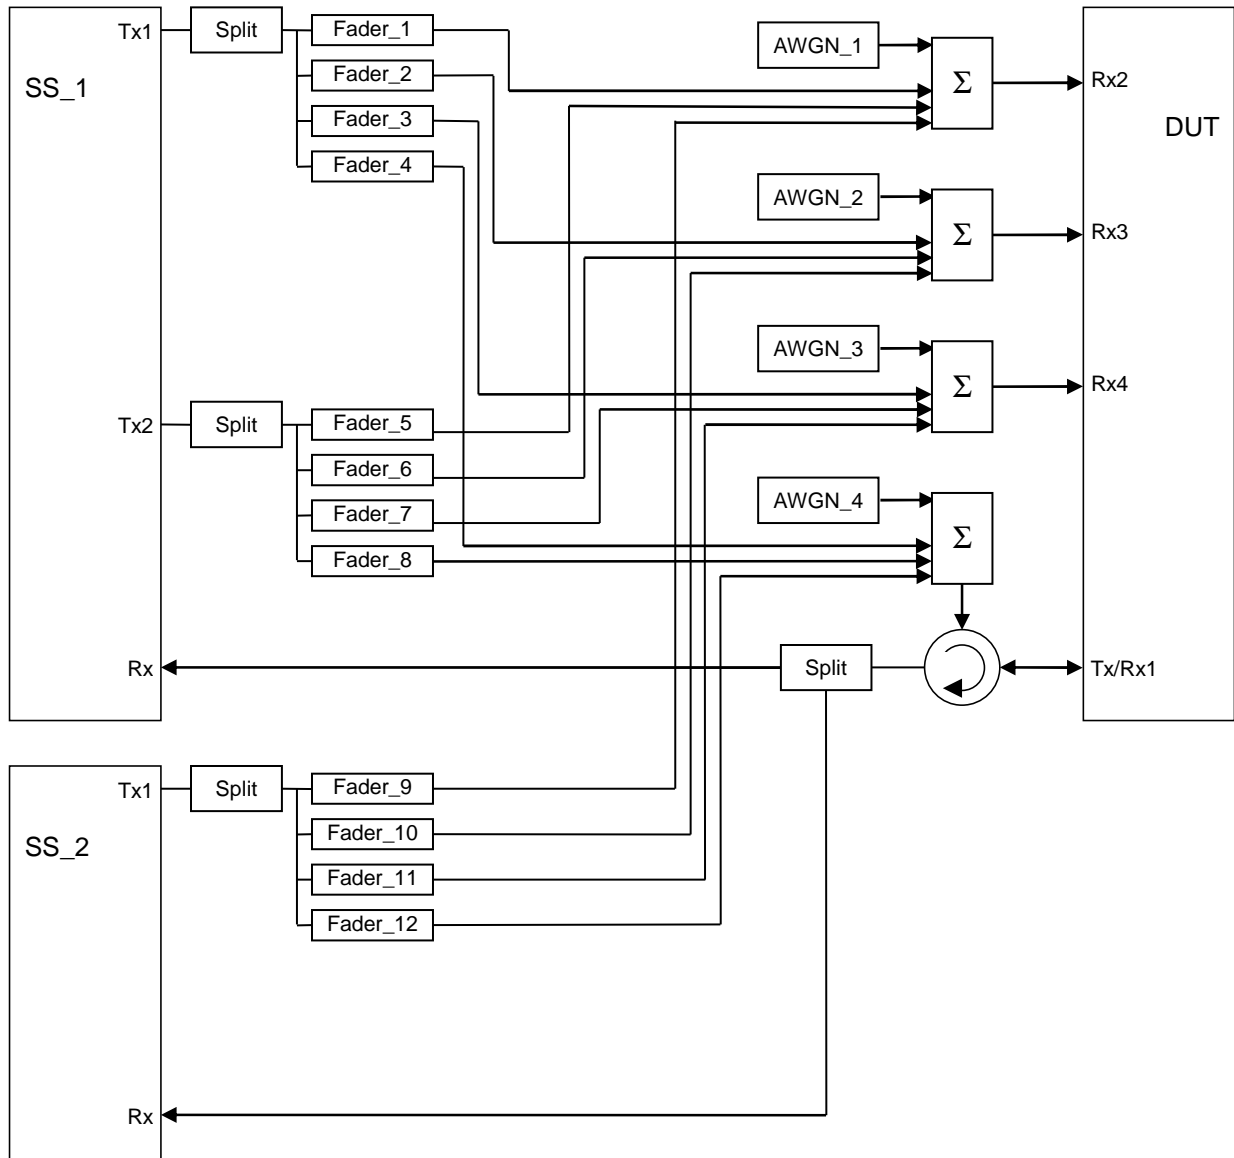 Tx1
Split
Fader_1
Fader_2
Fader_3
Fader_4
SS_1
AWGN_1
Σ
Rx2
DUT
AWGN_2
Σ
Rx3
AWGN_3
Σ
Rx4
Tx2
Split
Fader_5
Fader_6
Fader_7
Fader_8
AWGN_4
Σ
Rx
Split
Tx/Rx1
Tx1
Split
Fader_9
Fader_10
Fader_11
Fader_12
SS_2
Rx